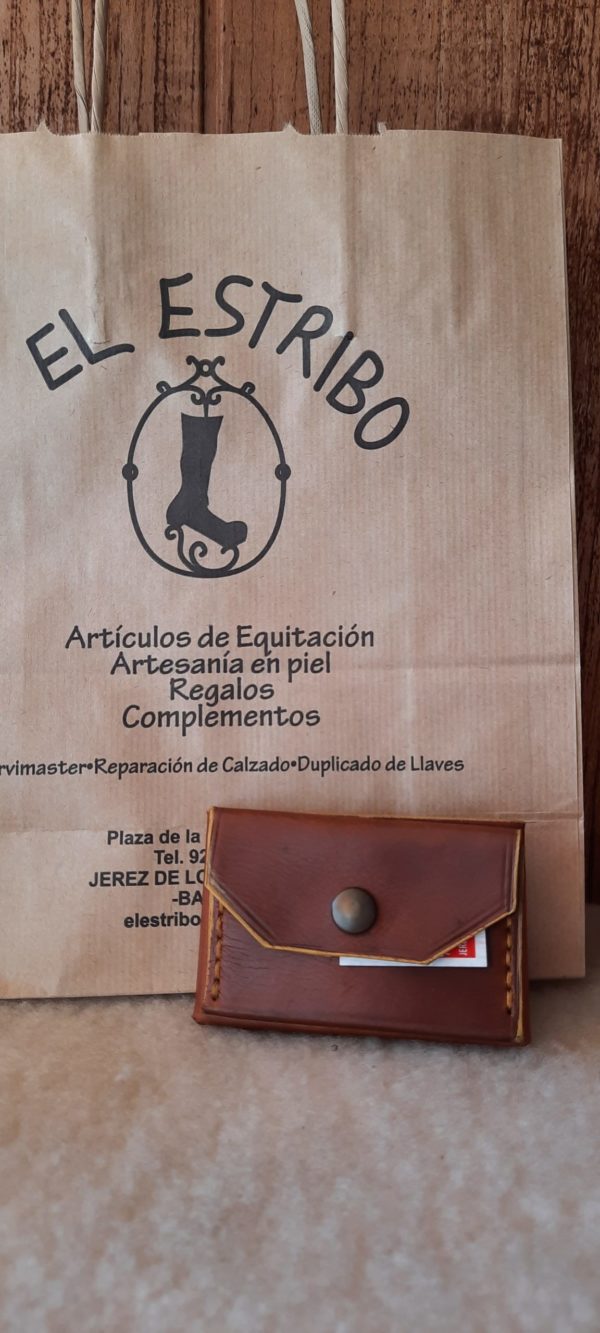 EL ESTRIBO
Artículos de Equitación
Artesanía en piel
Regalos
Complementos
rvimaster•Reparación de Calzado•Duplicado de Llaves
Plaza de la
Tel. 92
JEREZ DE LO
-BA
elestribo
JER